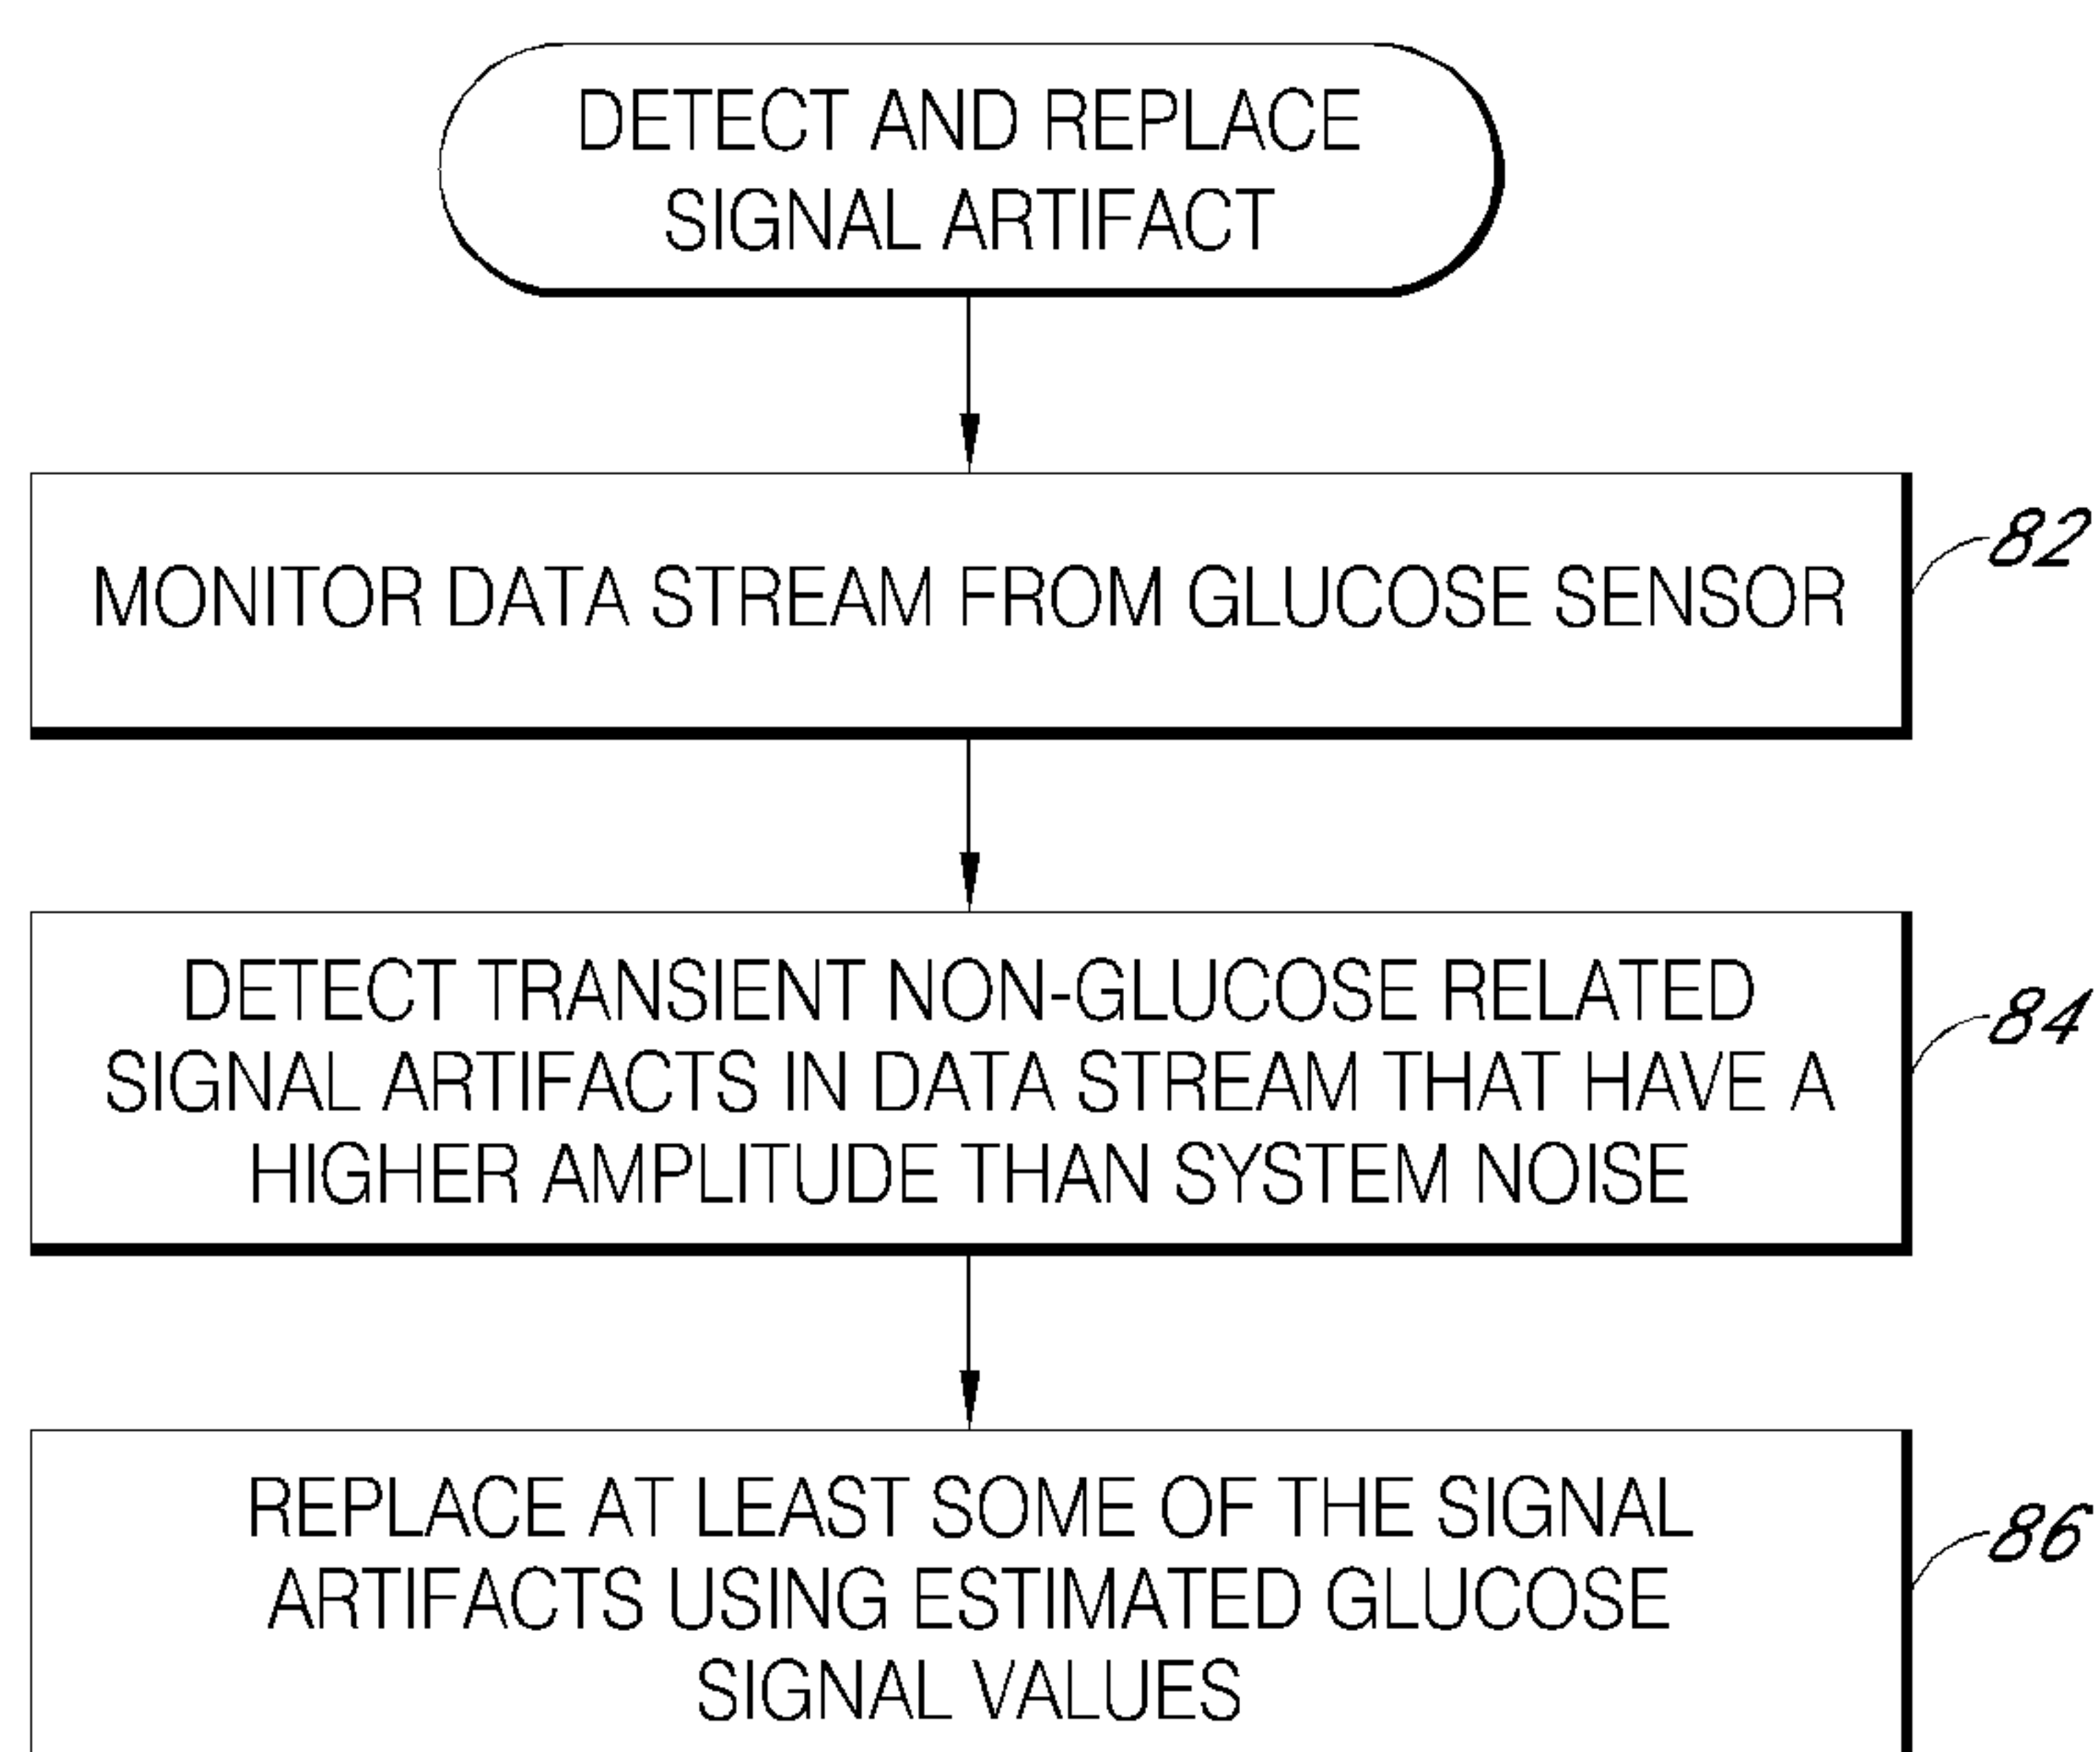 DETECT AND REPLACE
SIGNAL ARTIFACT
MONITOR DATA STREAM FROM GLUCOSE SENSOR
82
DETECT TRANSIENT NON-GLUCOSE RELATED
SIGNAL ARTIFACTS IN DATA STREAM THAT HAVE A
HIGHER AMPLITUDE THAN SYSTEM NOISE
84
REPLACE AT LEAST SOME OF THE SIGNAL
ARTIFACTS USING ESTIMATED GLUCOSE
SIGNAL VALUES
86